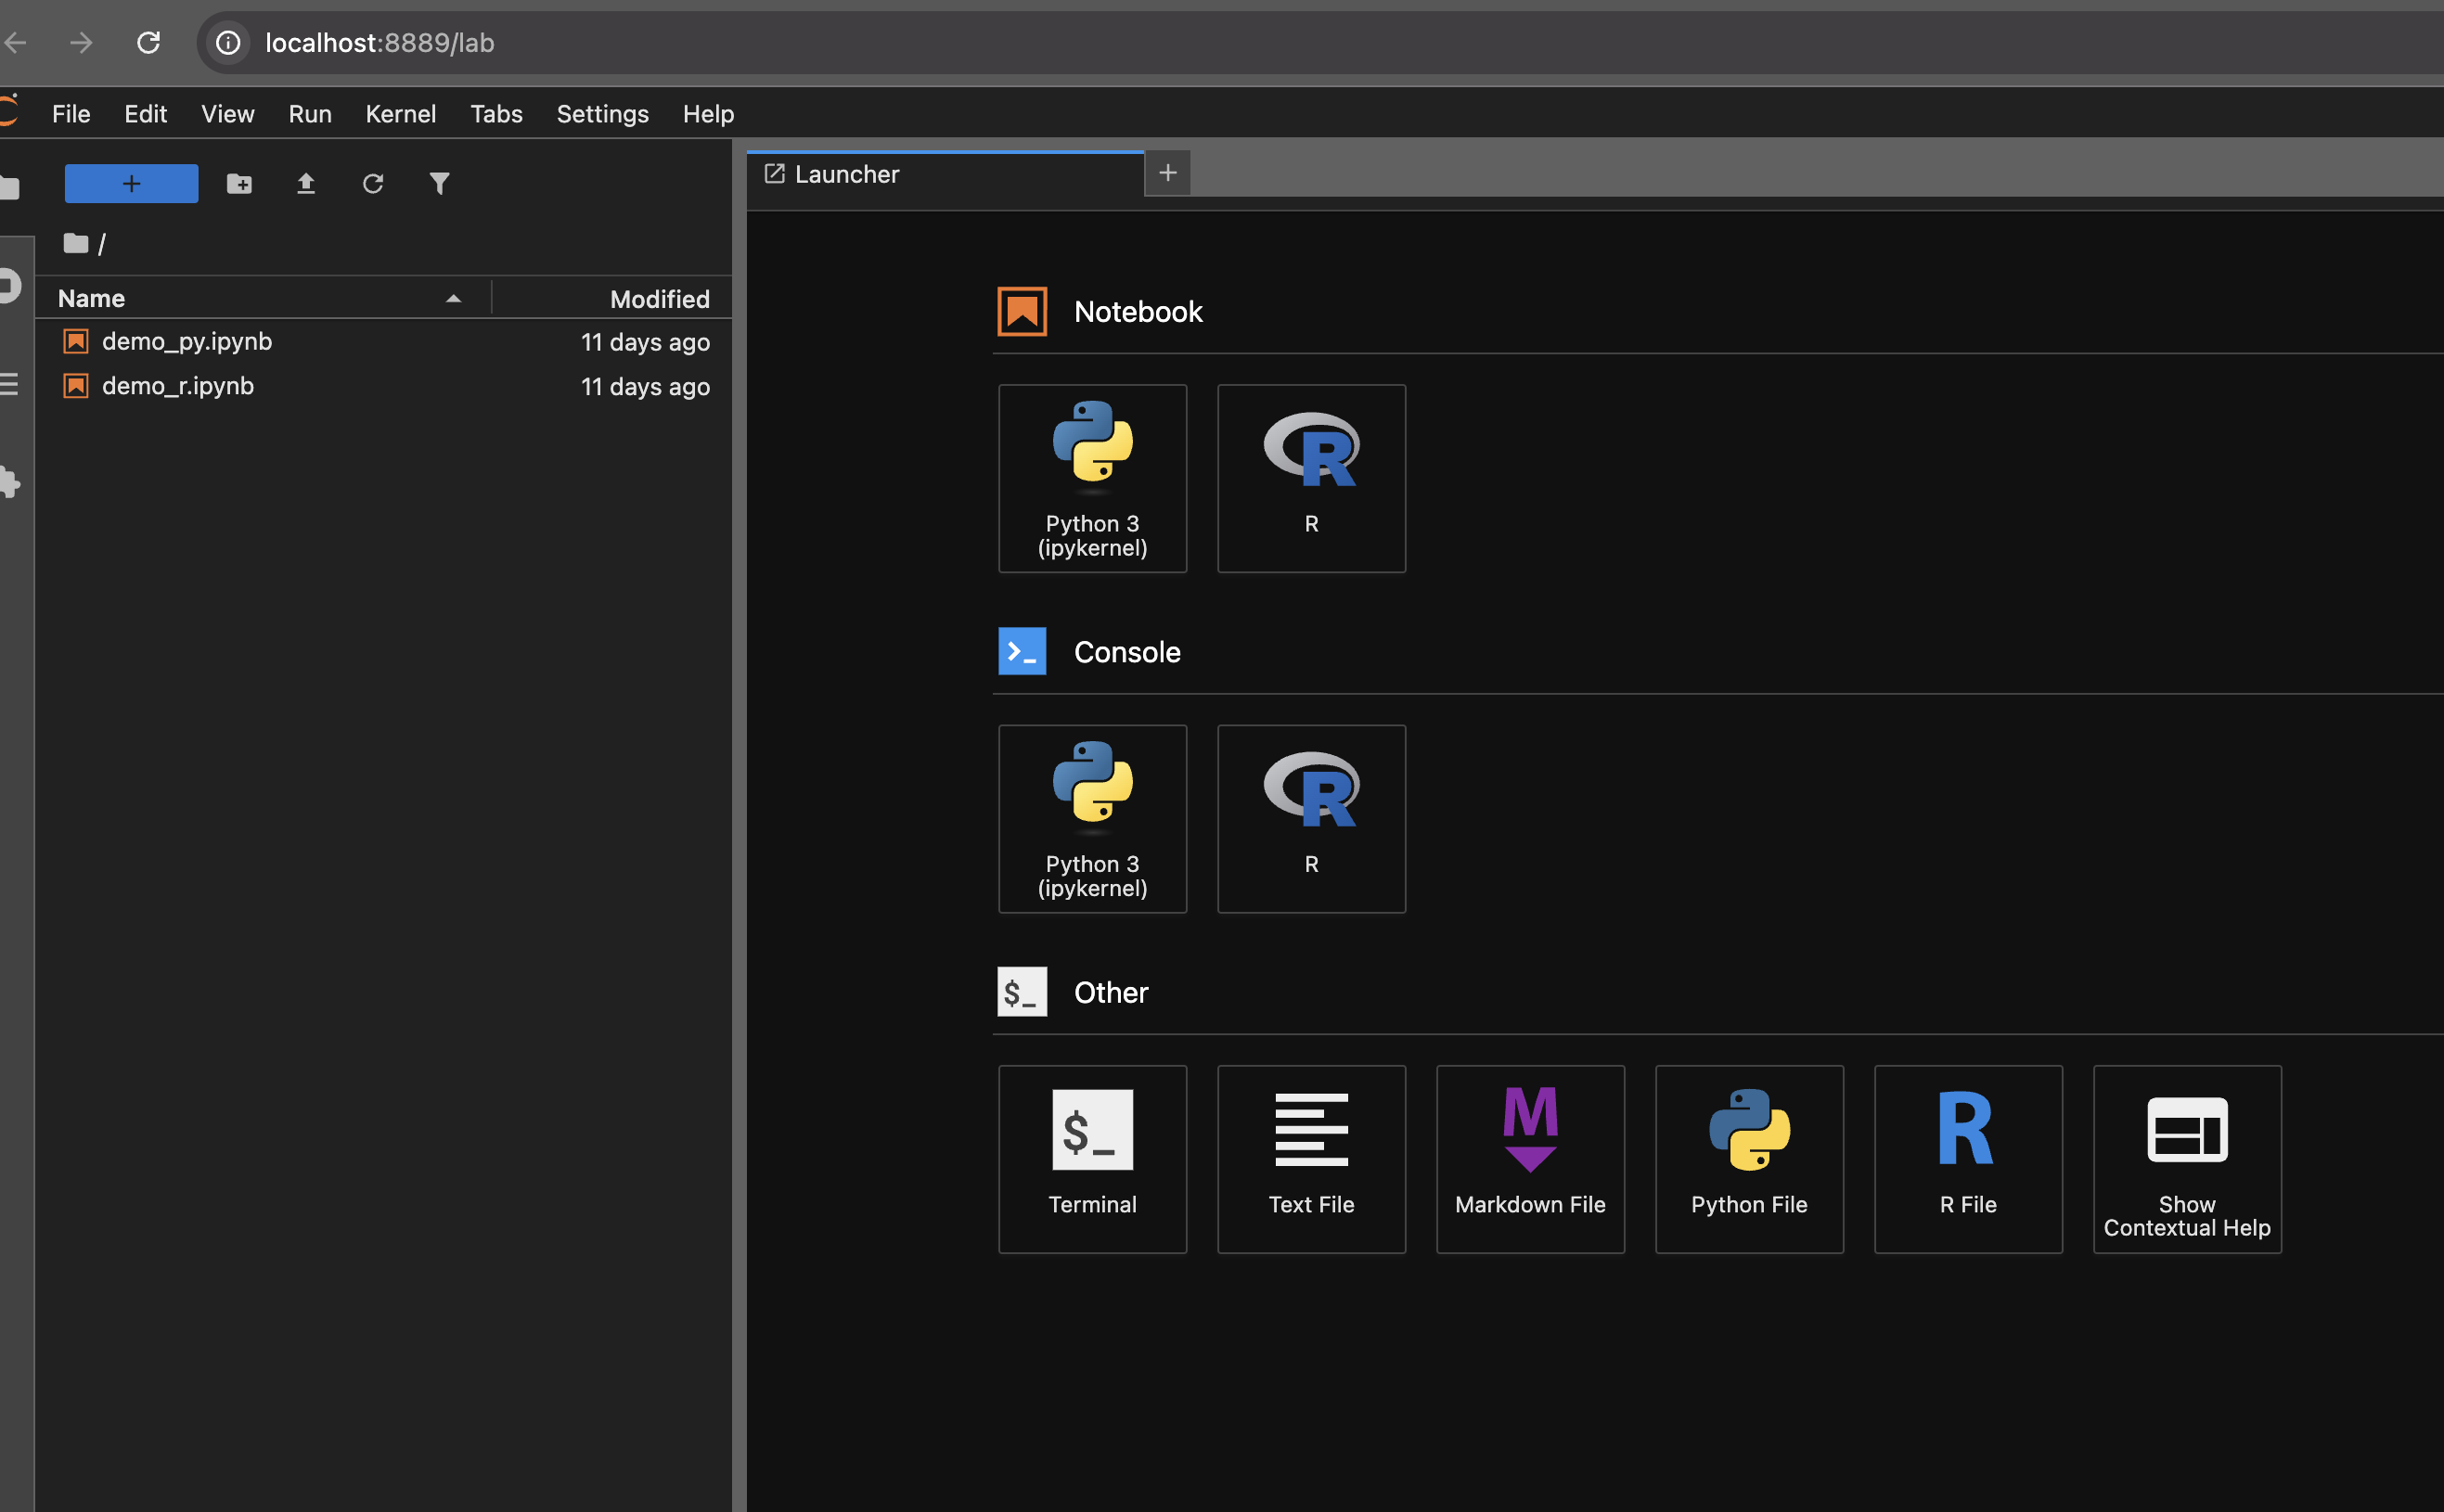 localhost:8889/lab
File Edit View Run Kernel Tabs Settings Help
Launcher
/
Name Modified
demo_py.ipynb 11 days ago
demo_r.ipynb 11 days ago
Notebook
Python 3
(ipykernel)
R
Console
Python 3
(ipykernel)
R
$_ Other
$_
Terminal
Text File
M
Markdown File
Python File
R
R File
Show
Contextual Help